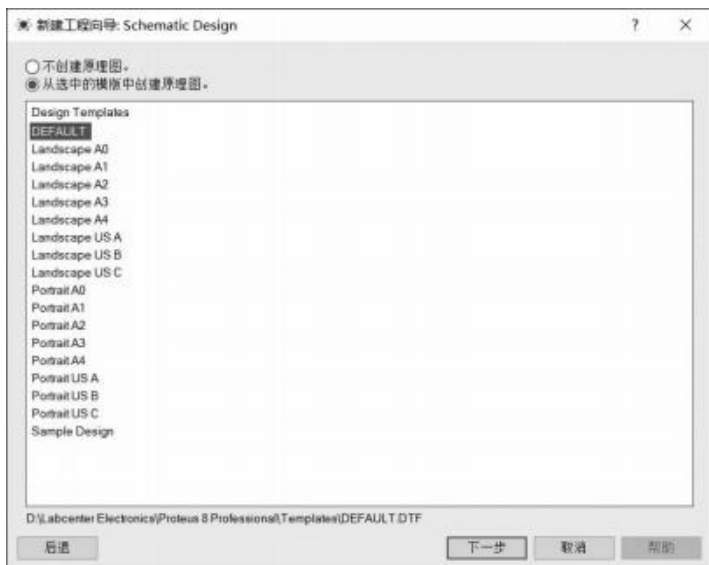 新建工程向导: Schematic Design ? ×
不创建原理图。
从选中的模版中创建原理图。
Design Templates
DEFAULT
Landscape A0
Landscape A1
Landscape A2
Landscape A3
Landscape A4
Landscape US A
Landscape US B
Landscape US C
Portrait A0
Portrait A1
Portrait A2
Portrait A3
Portrait A4
Portrait US A
Portrait US B
Portrait US C
Sample Design
D:\Labcenter Electronics\Proteus 8 Professional\Templates\DEFAULT.DTF
后退 下一步 取消 帮助